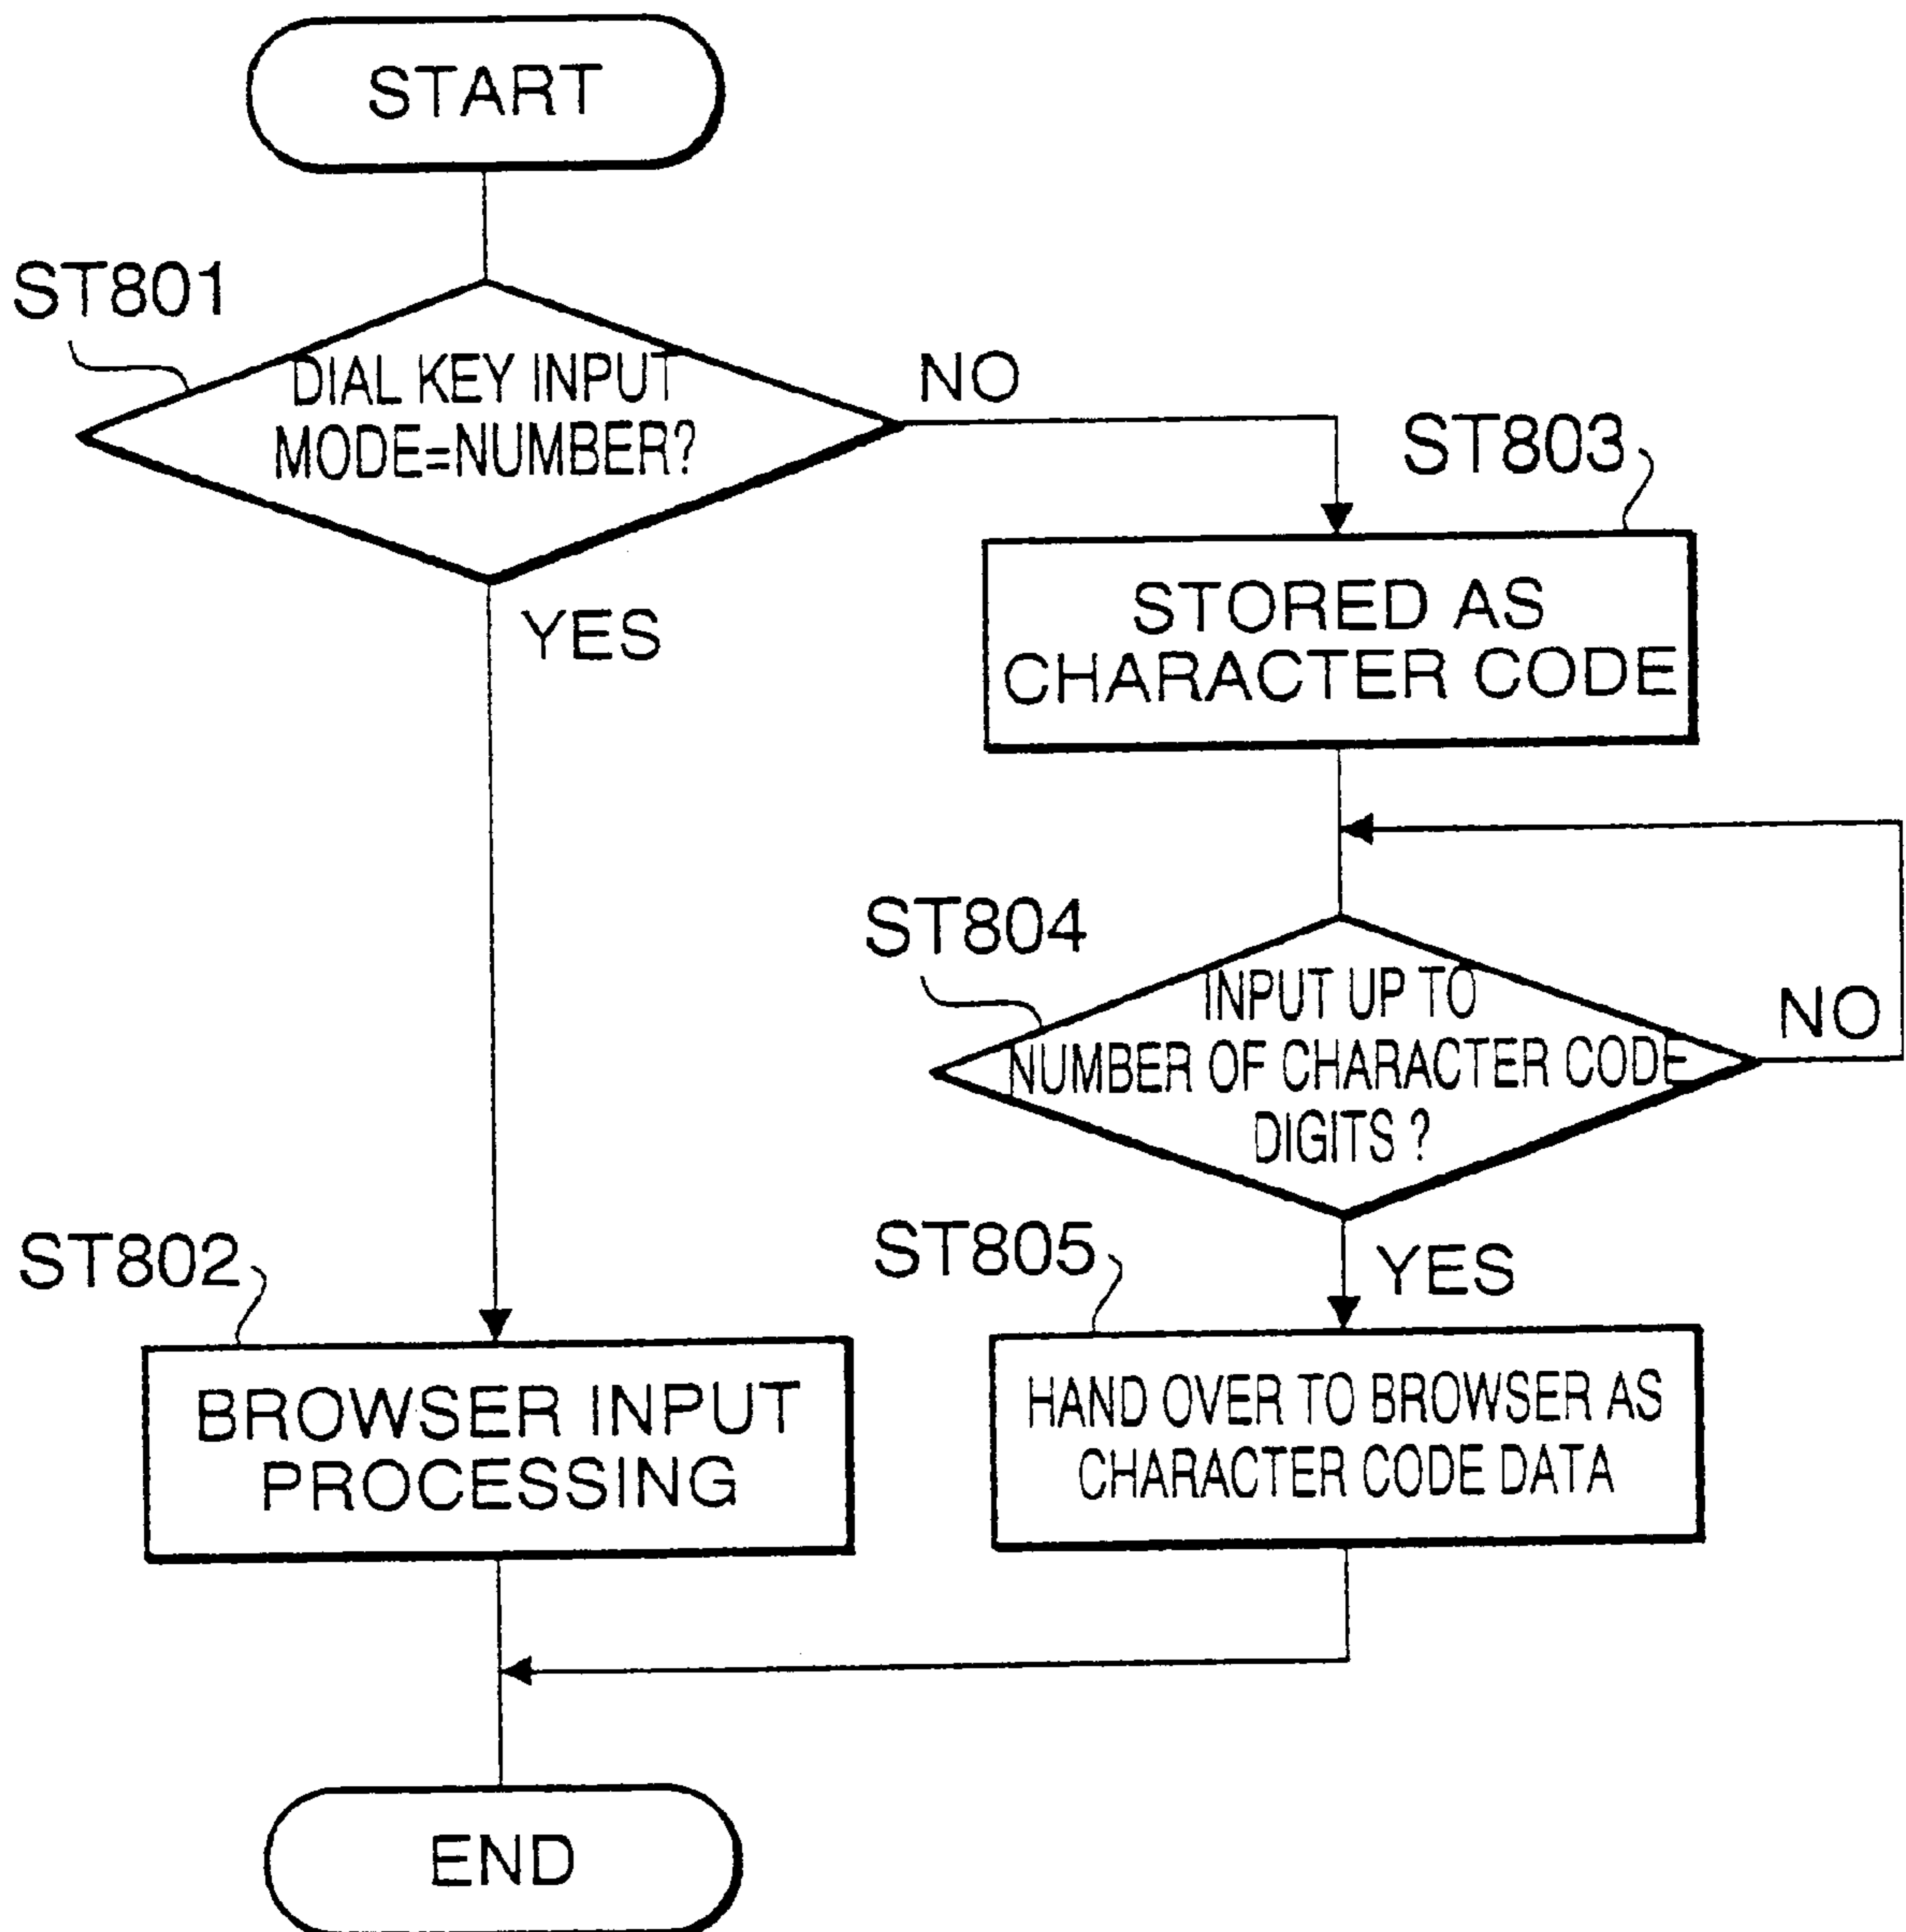 START
ST801
DIAL KEY INPUT
MODE=NUMBER?
NO
YES
ST803
STORED AS
CHARACTER CODE
ST804
INPUT UP TO
NUMBER OF CHARACTER CODE
DIGITS ?
NO
YES
ST802
BROWSER INPUT
PROCESSING
ST805
HAND OVER TO BROWSER AS
CHARACTER CODE DATA
END